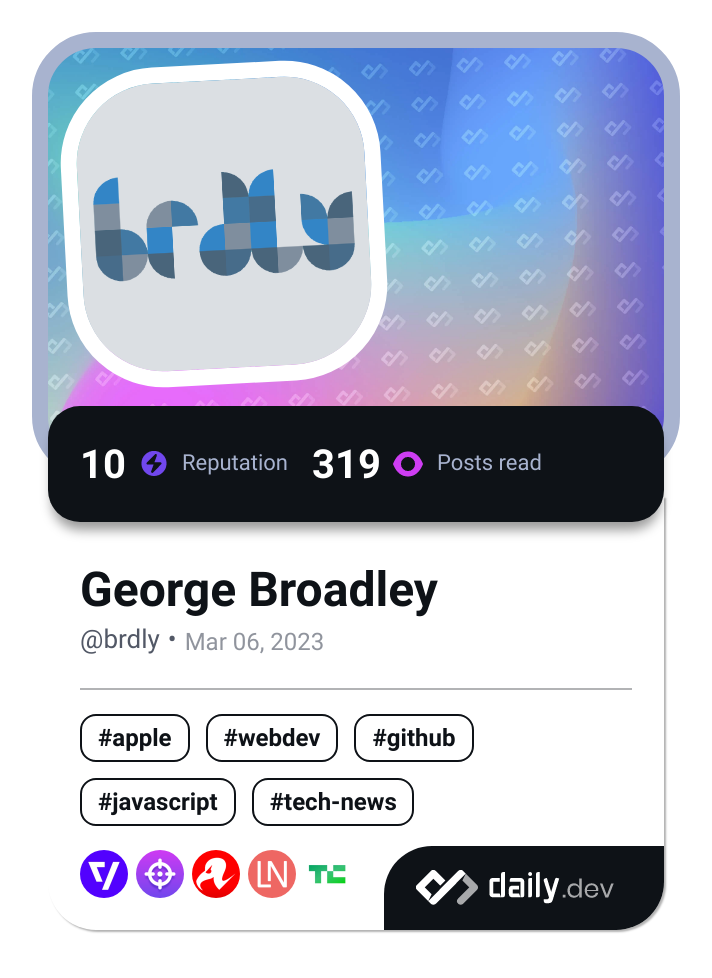 brdly
10 Reputation 319 Posts read
George Broadley
@brdly • Mar 06, 2023
#apple #webdev #github
#javascript #tech-news
LN TC
daily.dev